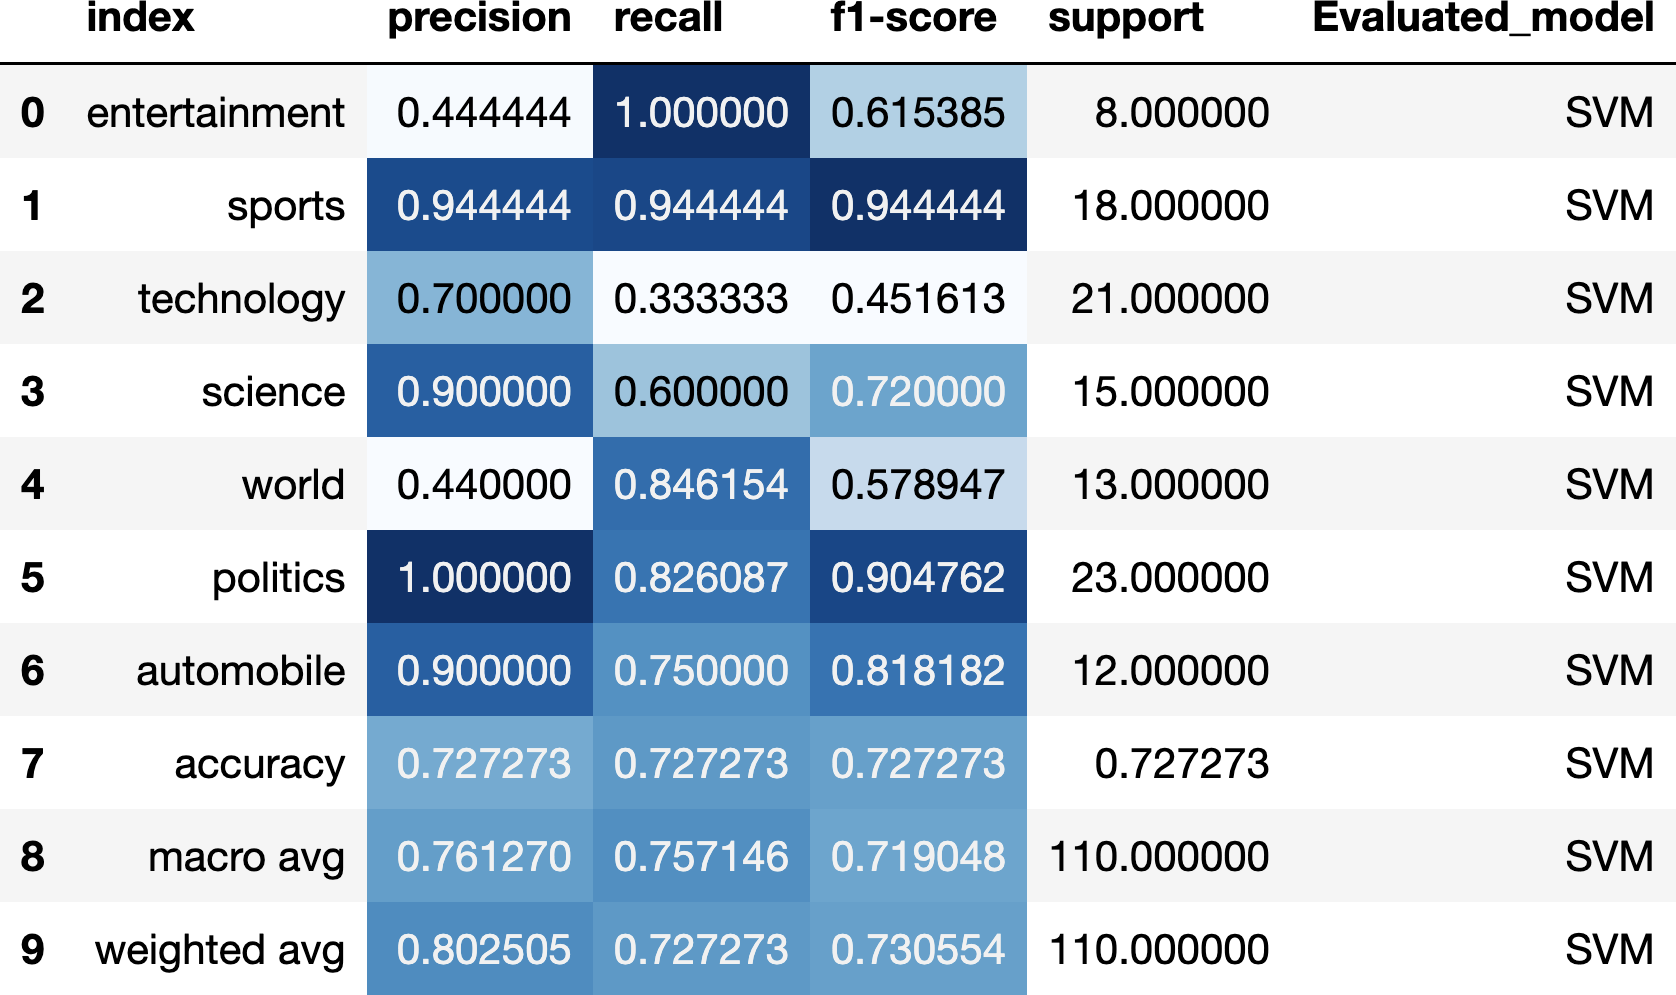 index precision recall f1-score support Evaluated_model
0 entertainment 0.444444 1.000000 0.615385 8.000000 SVM
1 sports 0.944444 0.944444 0.944444 18.000000 SVM
2 technology 0.700000 0.333333 0.451613 21.000000 SVM
3 science 0.900000 0.600000 0.720000 15.000000 SVM
4 world 0.440000 0.846154 0.578947 13.000000 SVM
5 politics 1.000000 0.826087 0.904762 23.000000 SVM
6 automobile 0.900000 0.750000 0.818182 12.000000 SVM
7 accuracy 0.727273 0.727273 0.727273 0.727273 SVM
8 macro avg 0.761270 0.757146 0.719048 110.000000 SVM
9 weighted avg 0.802505 0.727273 0.730554 110.000000 SVM